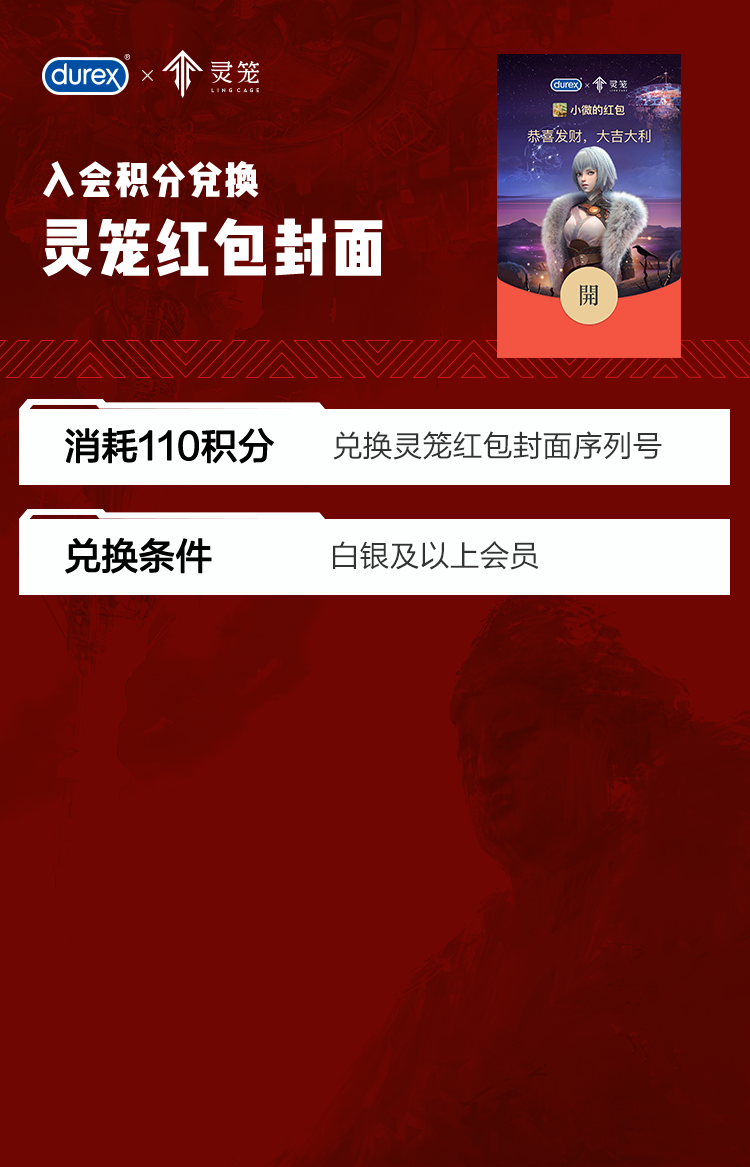 durex® × 灵笼
LING CAGE
入会积分兑换
灵笼红包封面
durex × 灵笼
LING CAGE
小微的红包
恭喜发财，大吉大利
開
消耗110积分 兑换灵笼红包封面序列号
兑换条件 白银及以上会员